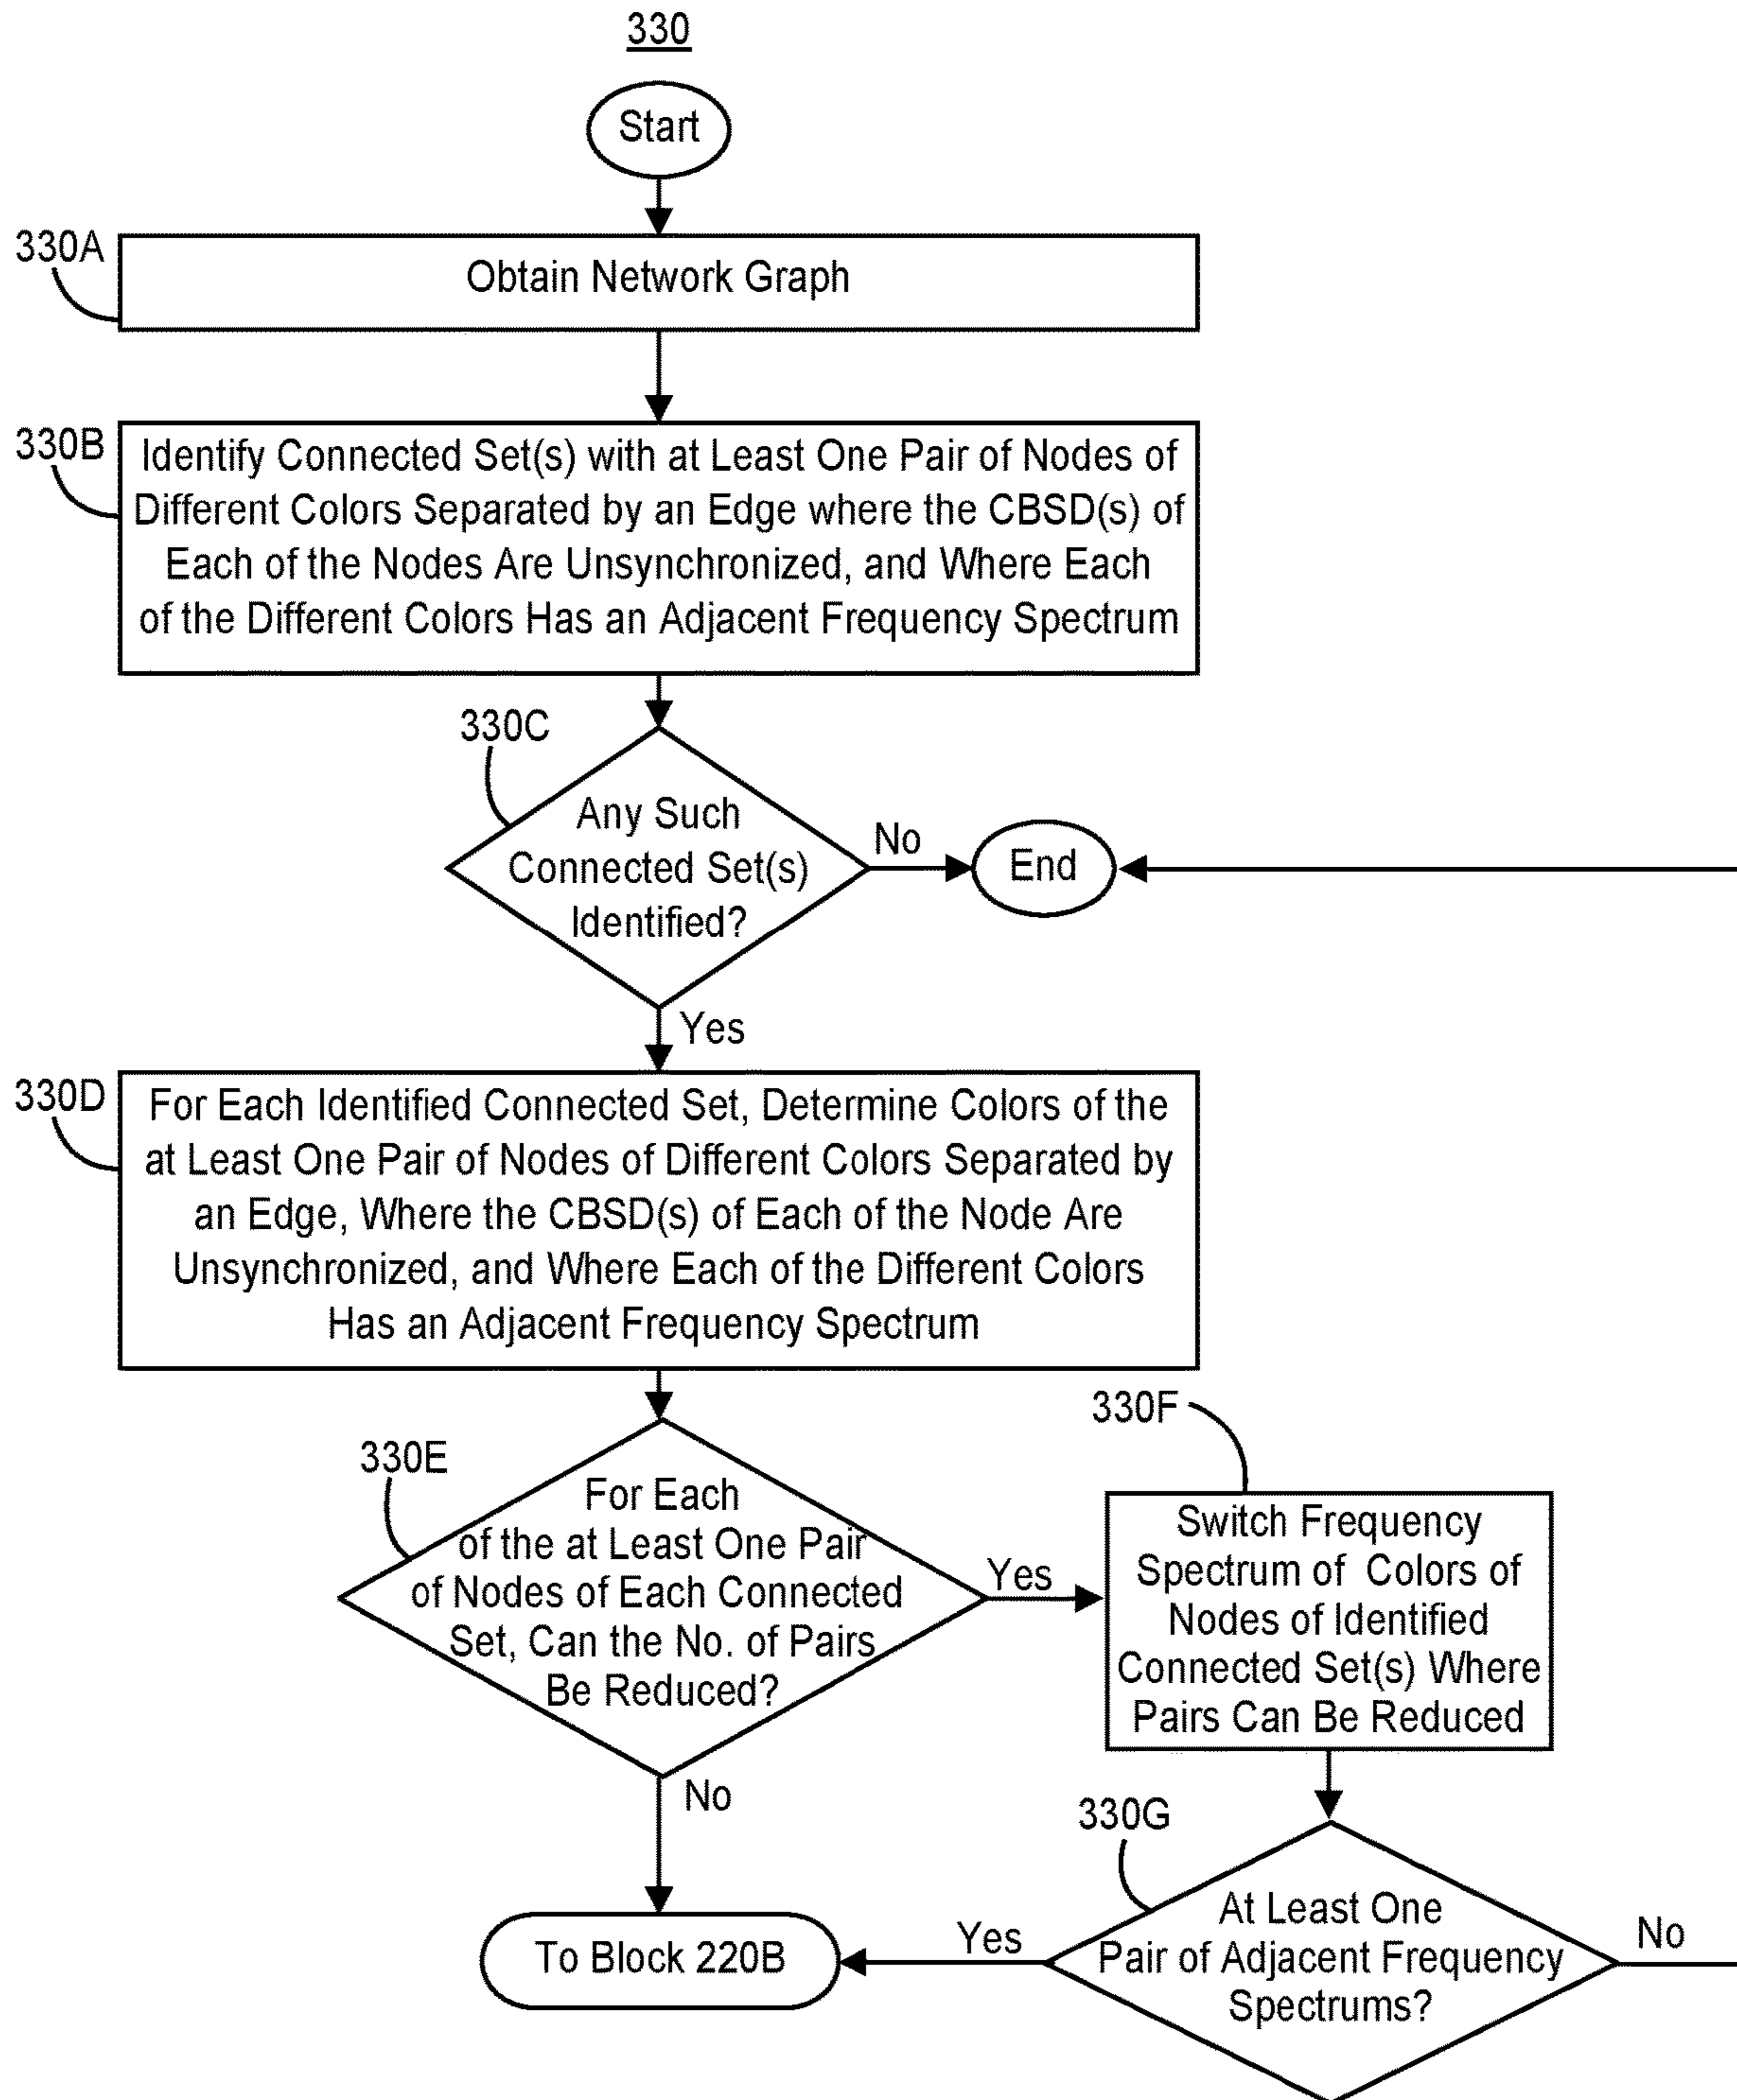 330
Start
330A
Obtain Network Graph
330B
Identify Connected Set(s) with at Least One Pair of Nodes of
Different Colors Separated by an Edge where the CBSD(s) of
Each of the Nodes Are Unsynchronized, and Where Each
of the Different Colors Has an Adjacent Frequency Spectrum
330C
Any Such
Connected Set(s)
Identified?
No
End
Yes
330D
For Each Identified Connected Set, Determine Colors of the
at Least One Pair of Nodes of Different Colors Separated by
an Edge, Where the CBSD(s) of Each of the Node Are
Unsynchronized, and Where Each of the Different Colors
Has an Adjacent Frequency Spectrum
330E
For Each
of the at Least One Pair
of Nodes of Each Connected
Set, Can the No. of Pairs
Be Reduced?
Yes
330F
Switch Frequency
Spectrum of Colors of
Nodes of Identified
Connected Set(s) Where
Pairs Can Be Reduced
No
330G
At Least One
Pair of Adjacent Frequency
Spectrums?
Yes
No
To Block 220B